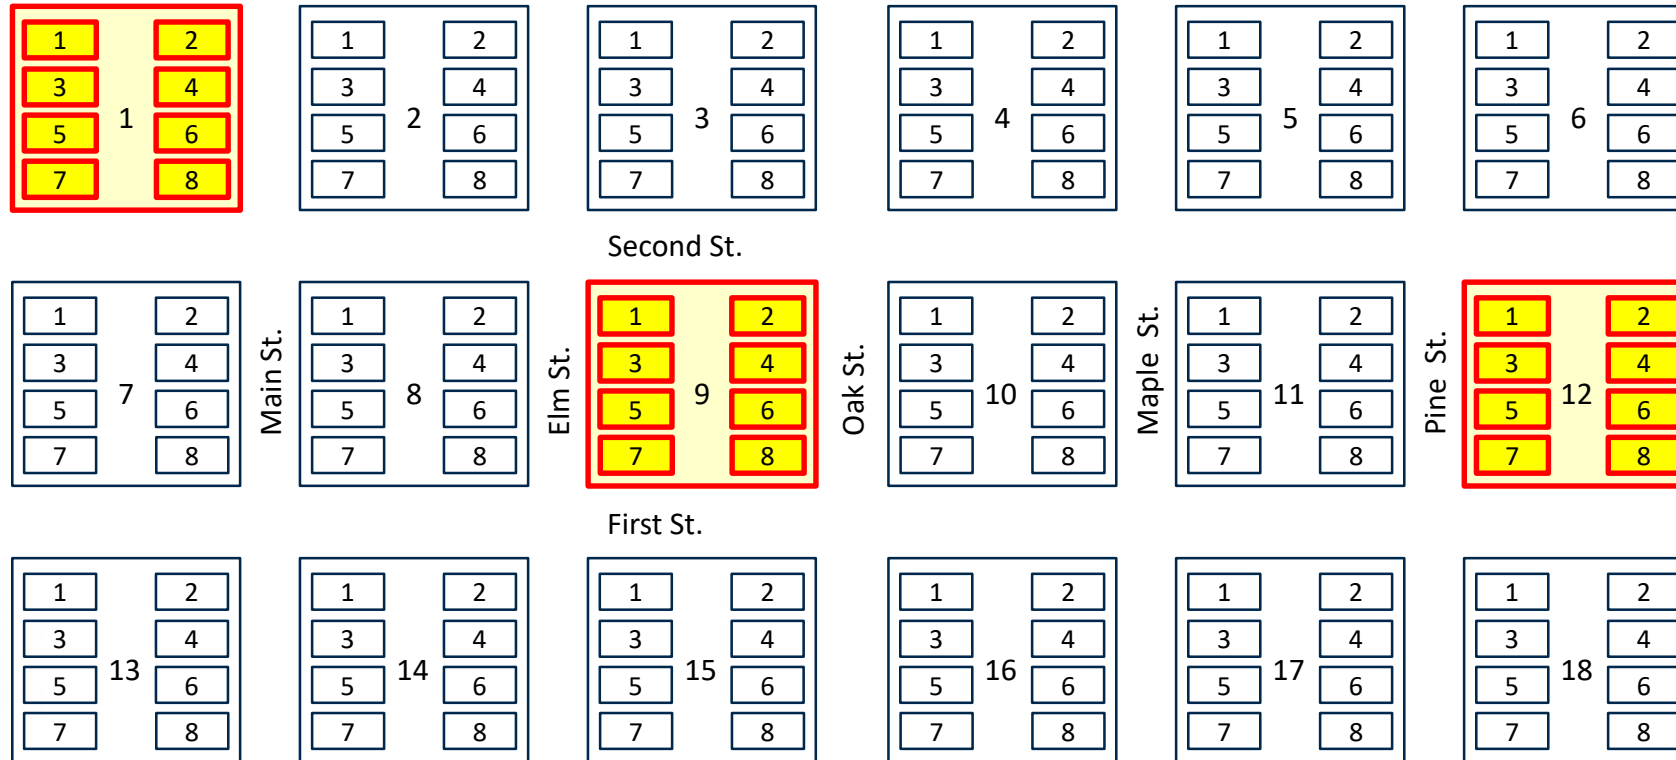 1 2 1 2 1 2 1 2 1 2 1 2
3 4 3 4 3 4 3 4 3 4 3 4
1 2 3 4 5 6
5 6 5 6 5 6 5 6 5 6 5 6
7 8 7 8 7 8 7 8 7 8 7 8
Second St.
1 2 1 2 1 2 1 2 1 2 1 2
3 4 3 4 3 4 3 4 3 4 3 4
7 Main St. 8 Elm St. 9 Oak St. 10 Maple St. 11 Pine St. 12
5 6 5 6 5 6 5 6 5 6 5 6
7 8 7 8 7 8 7 8 7 8 7 8
First St.
1 2 1 2 1 2 1 2 1 2 1 2
3 4 3 4 3 4 3 4 3 4 3 4
13 14 15 16 17 18
5 6 5 6 5 6 5 6 5 6 5 6
7 8 7 8 7 8 7 8 7 8 7 8